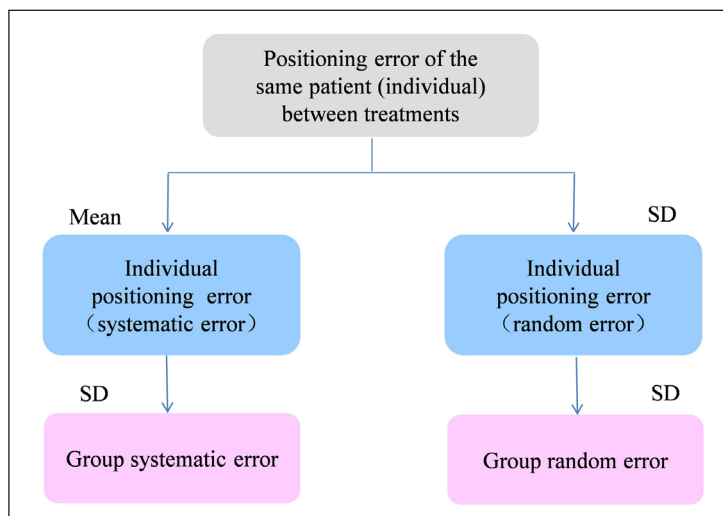 Positioning error of the
same patient (individual)
between treatments
Mean
SD
Individual
positioning error
（systematic error）
Individual
positioning error
（random error）
SD
SD
Group systematic error
Group random error